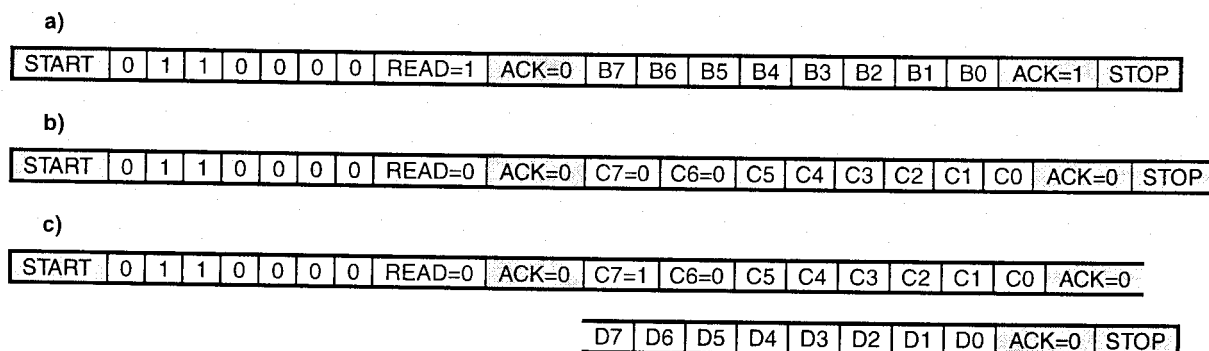 a)
START 0 1 1 0 0 0 0 READ=1 ACK=0 B7 B6 B5 B4 B3 B2 B1 B0 ACK=1 STOP
b)
START 0 1 1 0 0 0 0 READ=0 ACK=0 C7=0 C6=0 C5 C4 C3 C2 C1 C0 ACK=0 STOP
c)
START 0 1 1 0 0 0 0 READ=0 ACK=0 C7=1 C6=0 C5 C4 C3 C2 C1 C0 ACK=0
D7 D6 D5 D4 D3 D2 D1 D0 ACK=0 STOP